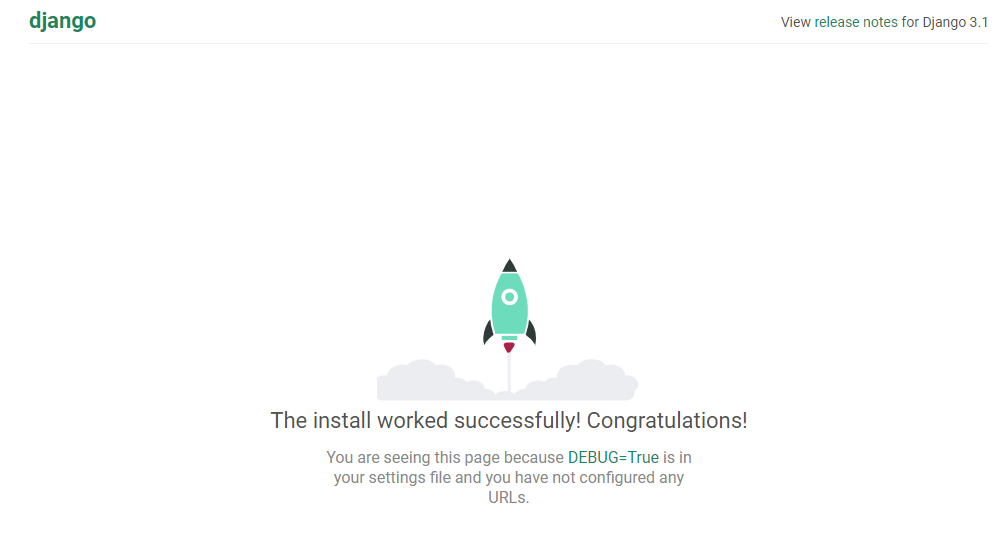 django
View release notes for Django 3.1
The install worked successfully! Congratulations!
You are seeing this page because DEBUG=True is in
your settings file and you have not configured any
URLs.